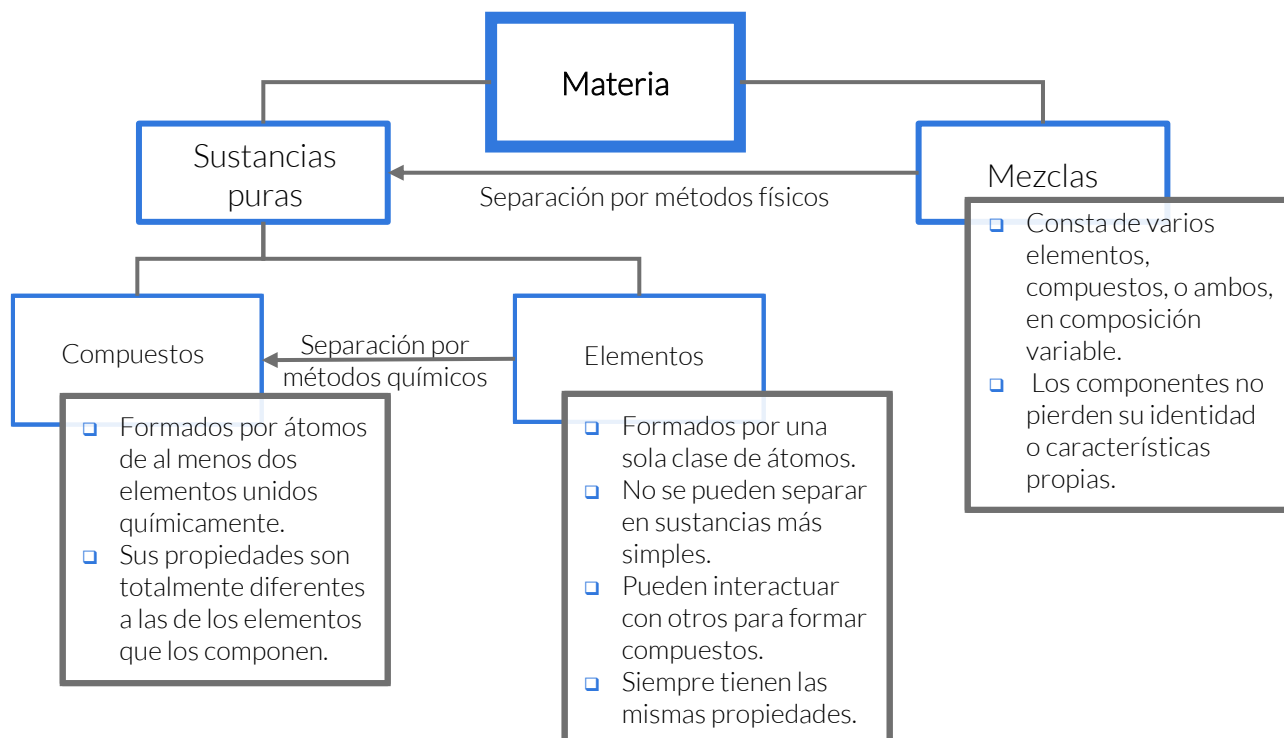 Materia
Sustancias
puras
Separación por métodos físicos
Mezclas
Consta de varios
elementos,
compuestos, o ambos,
en composición
variable.
Los componentes no
pierden su identidad
o característícas
propias.
Compuestos
Separación por
métodos químicos
Elementos
Formados por átomos
de al menos dos
elementos unidos
químicamente.
Sus propiedades son
totalmente diferentes
a las de los elementos
que los componen.
Formados por una
sola clase de átomos.
No se pueden separar
en sustancias más
simples.
Pueden interactuar
con otros para formar
compuestos.
Siempre tienen las
mismas propiedades.